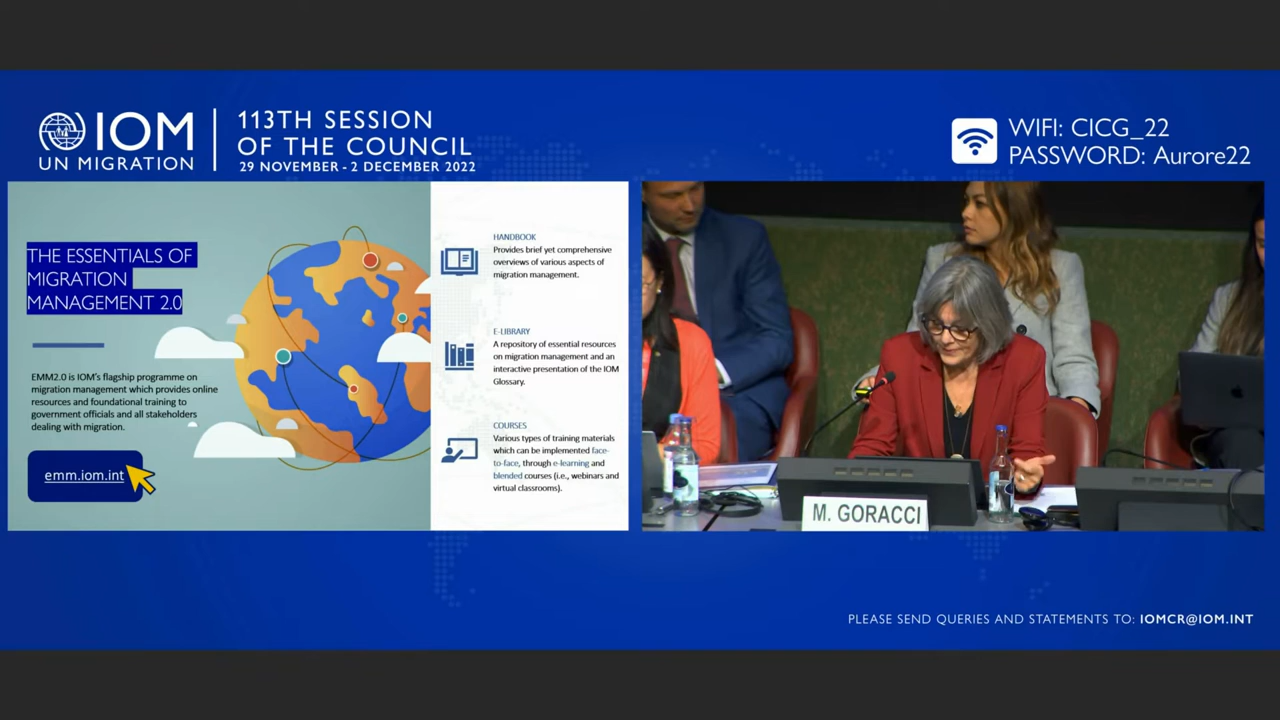 IOM
UN MIGRATION
113TH SESSION
OF THE COUNCIL
29 NOVEMBER - 2 DECEMBER 2022
WIFI: CICG_22
PASSWORD: Aurore22
THE ESSENTIALS OF
MIGRATION
MANAGEMENT 2.0
EMM2.0 is IOM's flagship programme on
migration management which provides online
resources and foundational training to
government officials and all stakeholders
dealing with migration.
emm.iom.int
HANDBOOK
Provides brief yet comprehensive
overviews of various aspects of
migration management.
E-LIBRARY
A repository of essential resources
on migration management and an
interactive presentation of the IOM
Glossary.
COURSES
Various types of training materials
which can be implemented face-
to-face, through e-learning and
blended courses (i.e., webinars and
virtual classrooms).
M. GORACCI
PLEASE SEND QUERIES AND STATEMENTS TO: IOMCR@IOM.INT